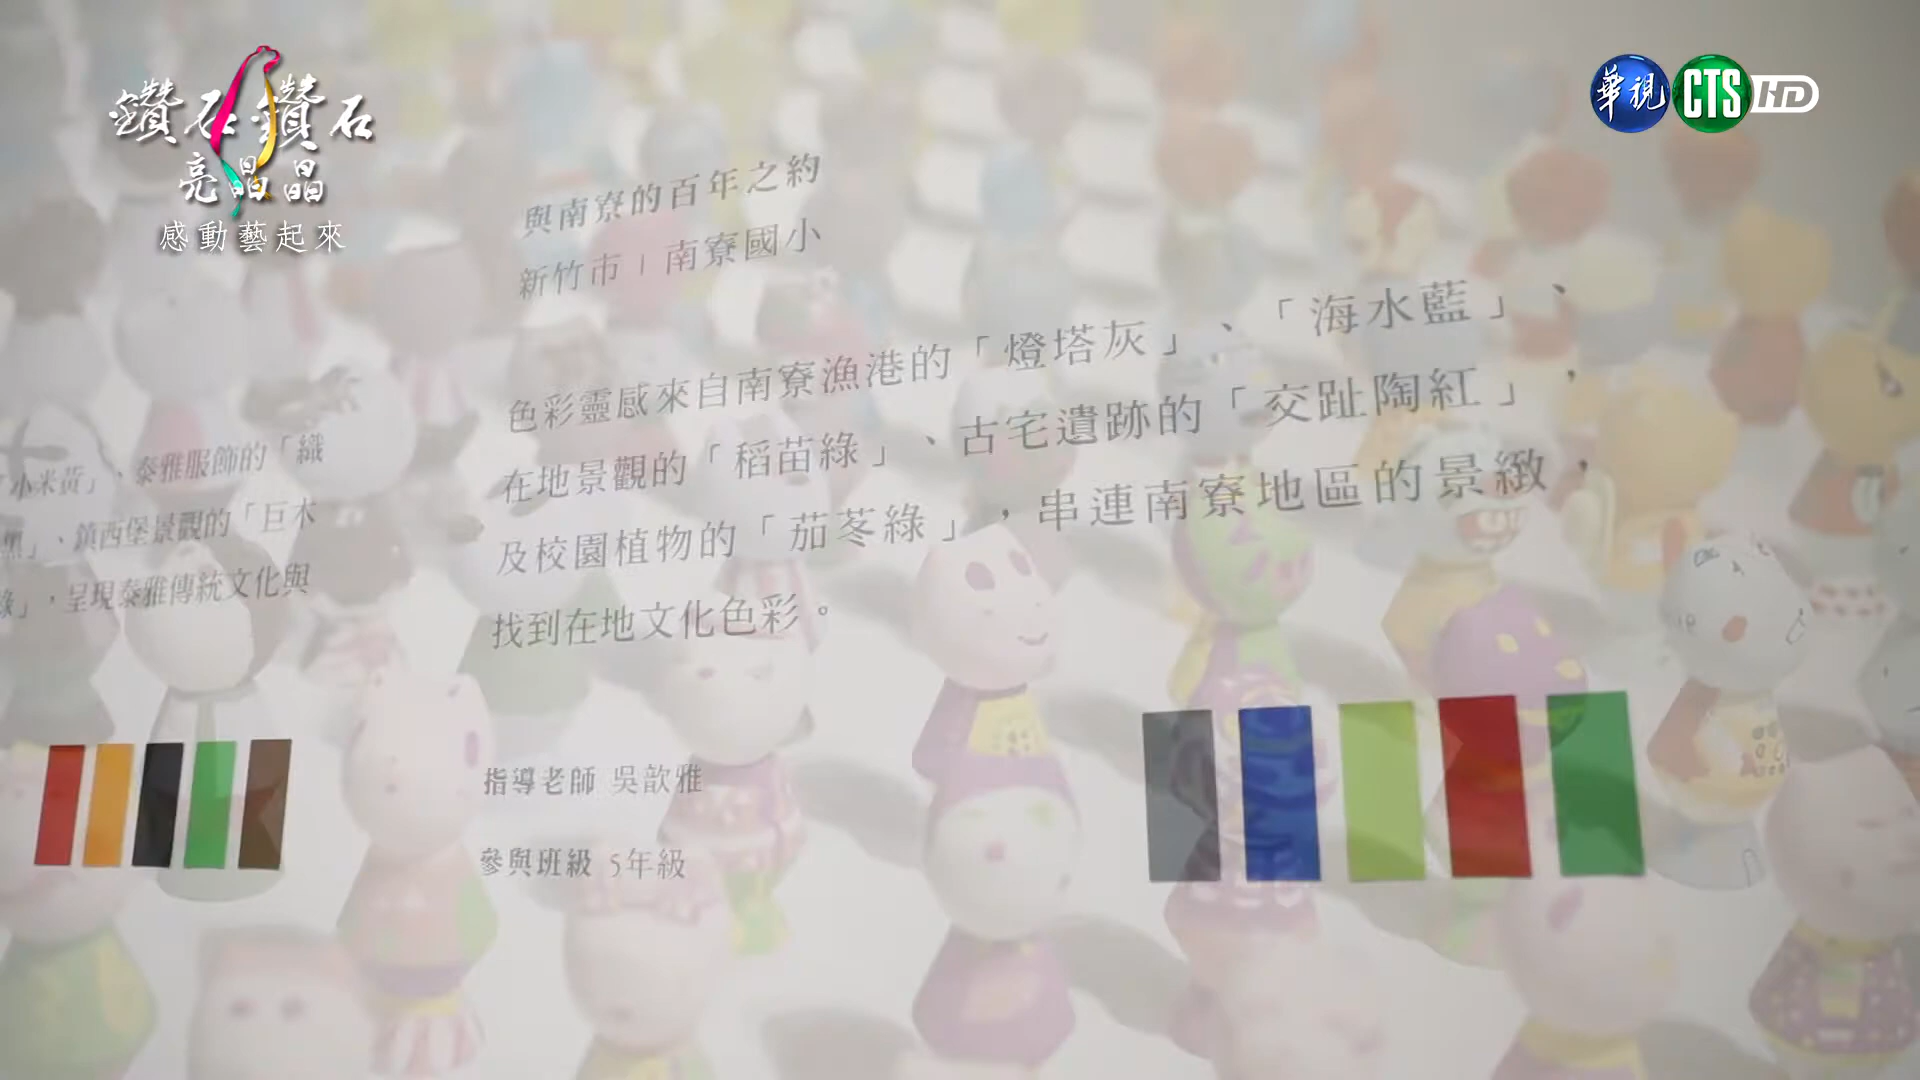 鑽石鑽石
亮晶晶
感動藝起來
華視 CTS HD
與南寮的百年之約
新竹市|南寮國小
色彩靈感來自南寮漁港的「燈塔灰」、「海水藍」、
在地景觀的「稻苗綠」、古宅遺跡的「交趾陶紅」,
及校園植物的「茄苳綠」,串連南寮地區的景緻,
找到在地文化色彩。
指導老師 吳歆雅
參與班級 5年級
「小米黃」、泰雅服飾的「織
黑」、鎮西堡景觀的「巨木
綠」,呈現泰雅傳統文化與